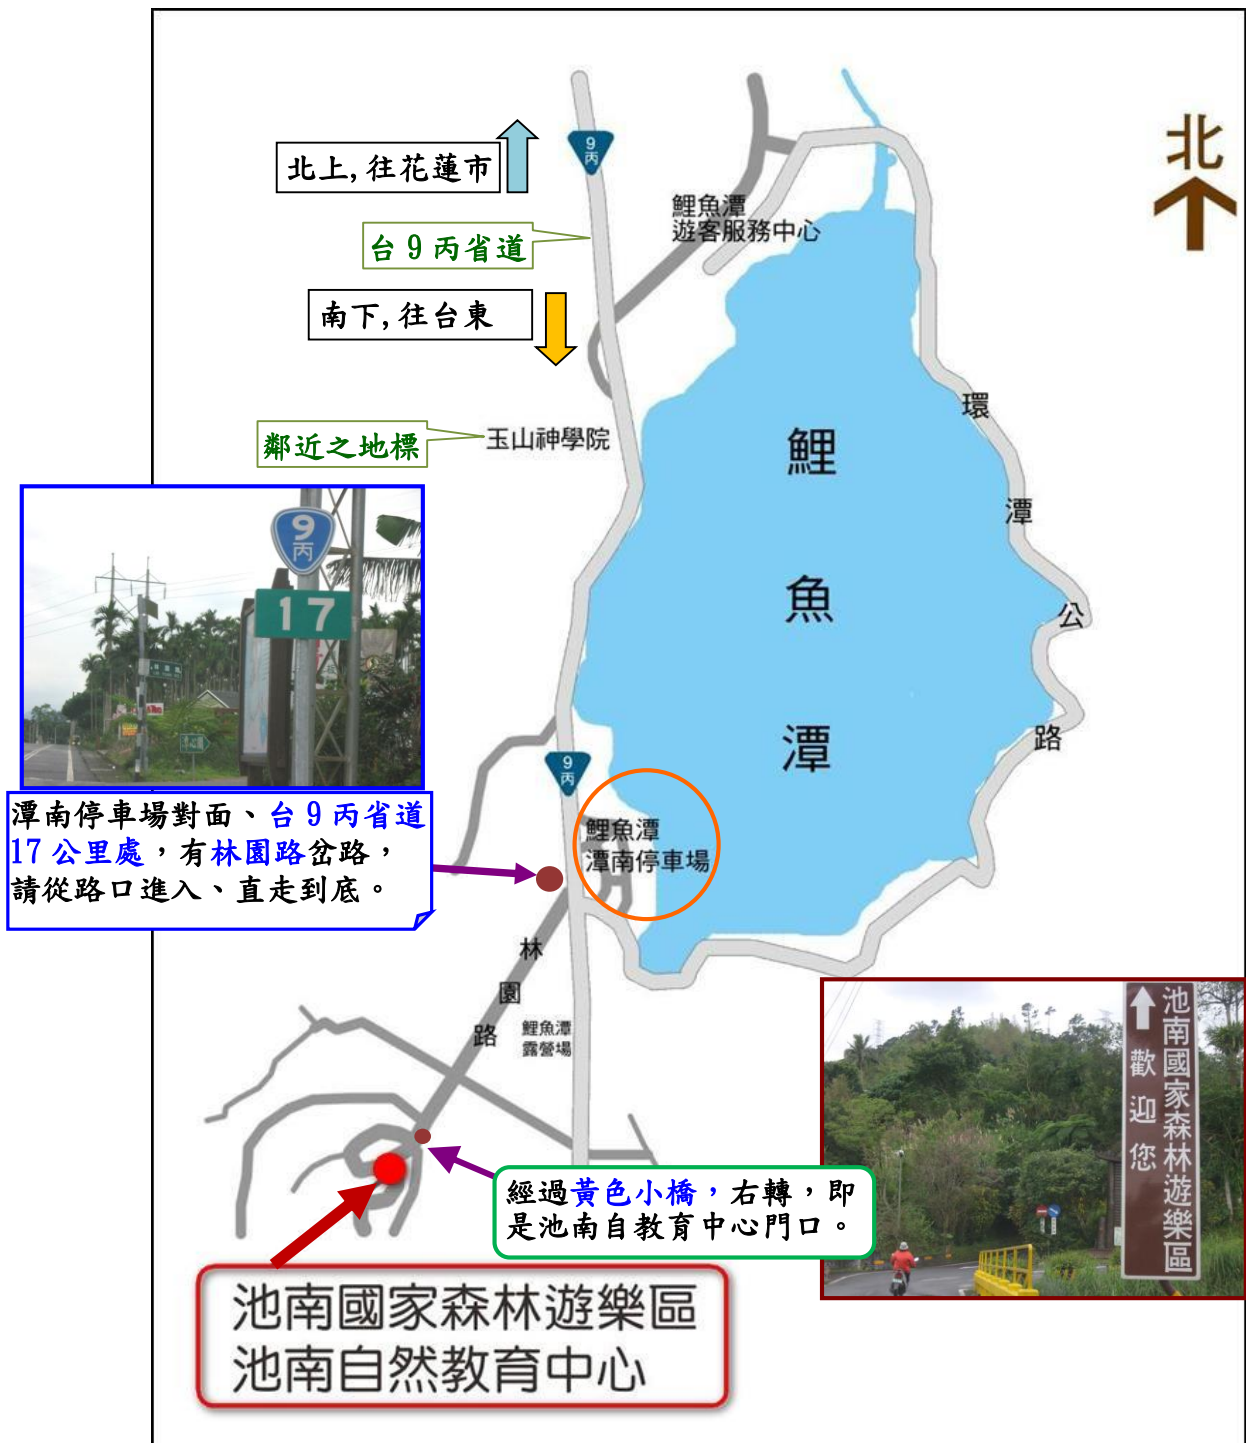 北
9
丙
北上,往花蓮市
鯉魚潭
遊客服務中心
台9丙省道
南下,往台東
鄰近之地標
玉山神學院
環
潭
公
路
鯉
魚
潭
9
丙
17
9
丙
潭南停車場對面、台9丙省道
17公里處，有林園路岔路，
請從路口進入、直走到底。
鯉魚潭
潭南停車場
林
園
路
鯉魚潭
露營場
池南國家森林遊樂區
歡迎您
經過黃色小橋，右轉，即
是池南自教育中心門口。
池南國家森林遊樂區
池南自然教育中心